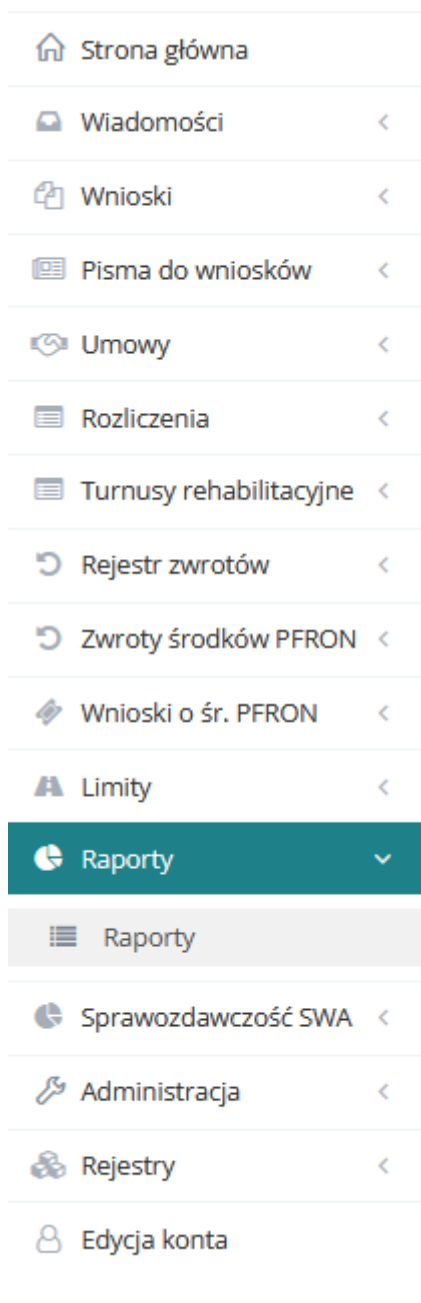 Strona główna
Wiadomości
Wnioski
Pisma do wniosków
Umowy
Rozliczenia
Turnusy rehabilitacyjne
Rejestr zwrotów
Zwroty środków PFRON
Wnioski o śr. PFRON
Limity
Raporty
Raporty
Sprawozdawczość SWA
Administracja
Rejestry
Edycja konta